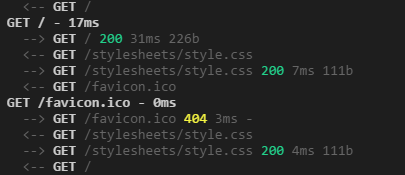 <-- GET /
GET / - 17ms
--> GET / 200 31ms 226b
<-- GET /stylesheets/style.css
--> GET /stylesheets/style.css 200 7ms 111b
<-- GET /favicon.ico
GET /favicon.ico - 0ms
--> GET /favicon.ico 404 3ms -
<-- GET /stylesheets/style.css
--> GET /stylesheets/style.css 200 4ms 111b
<-- GET /